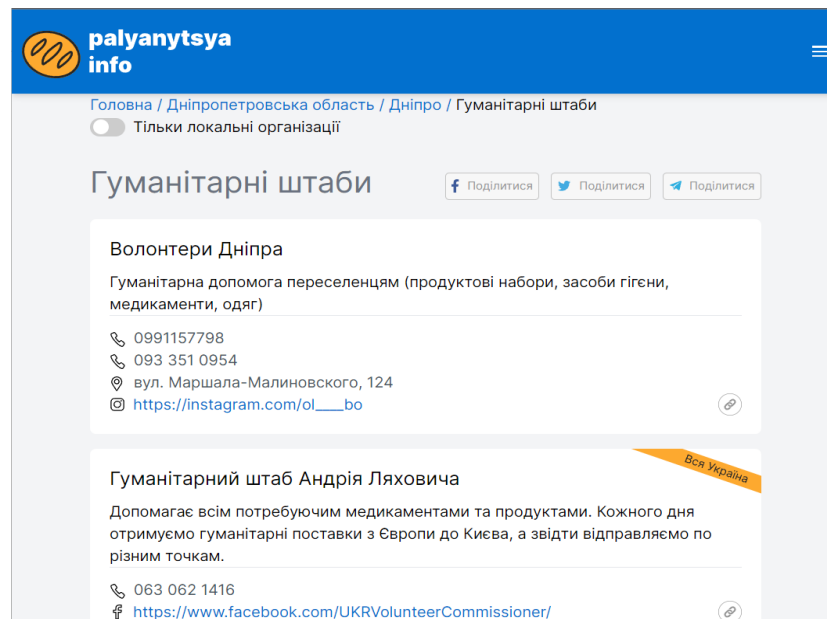 palyanytsya
info
Головна / Дніпропетровська область / Дніпро / Гуманітарні штаби
Тільки локальні організації
Гуманітарні штаби
Поділитися Поділитися Поділитися
Волонтери Дніпра
Гуманітарна допомога переселенцям (продуктові набори, засоби гігєни,
медикаменти, одяг)
0991157798
093 351 0954
вул. Маршала-Малиновского, 124
https://instagram.com/ol____bo
Вся Україна
Гуманітарний штаб Андрія Ляховича
Допомагає всім потребуючим медикаментами та продуктами. Кожного дня
отримуємо гуманітарні поставки з Європи до Києва, а звідти відправляємо по
різним точкам.
063 062 1416
https://www.facebook.com/UKRVolunteerCommissioner/